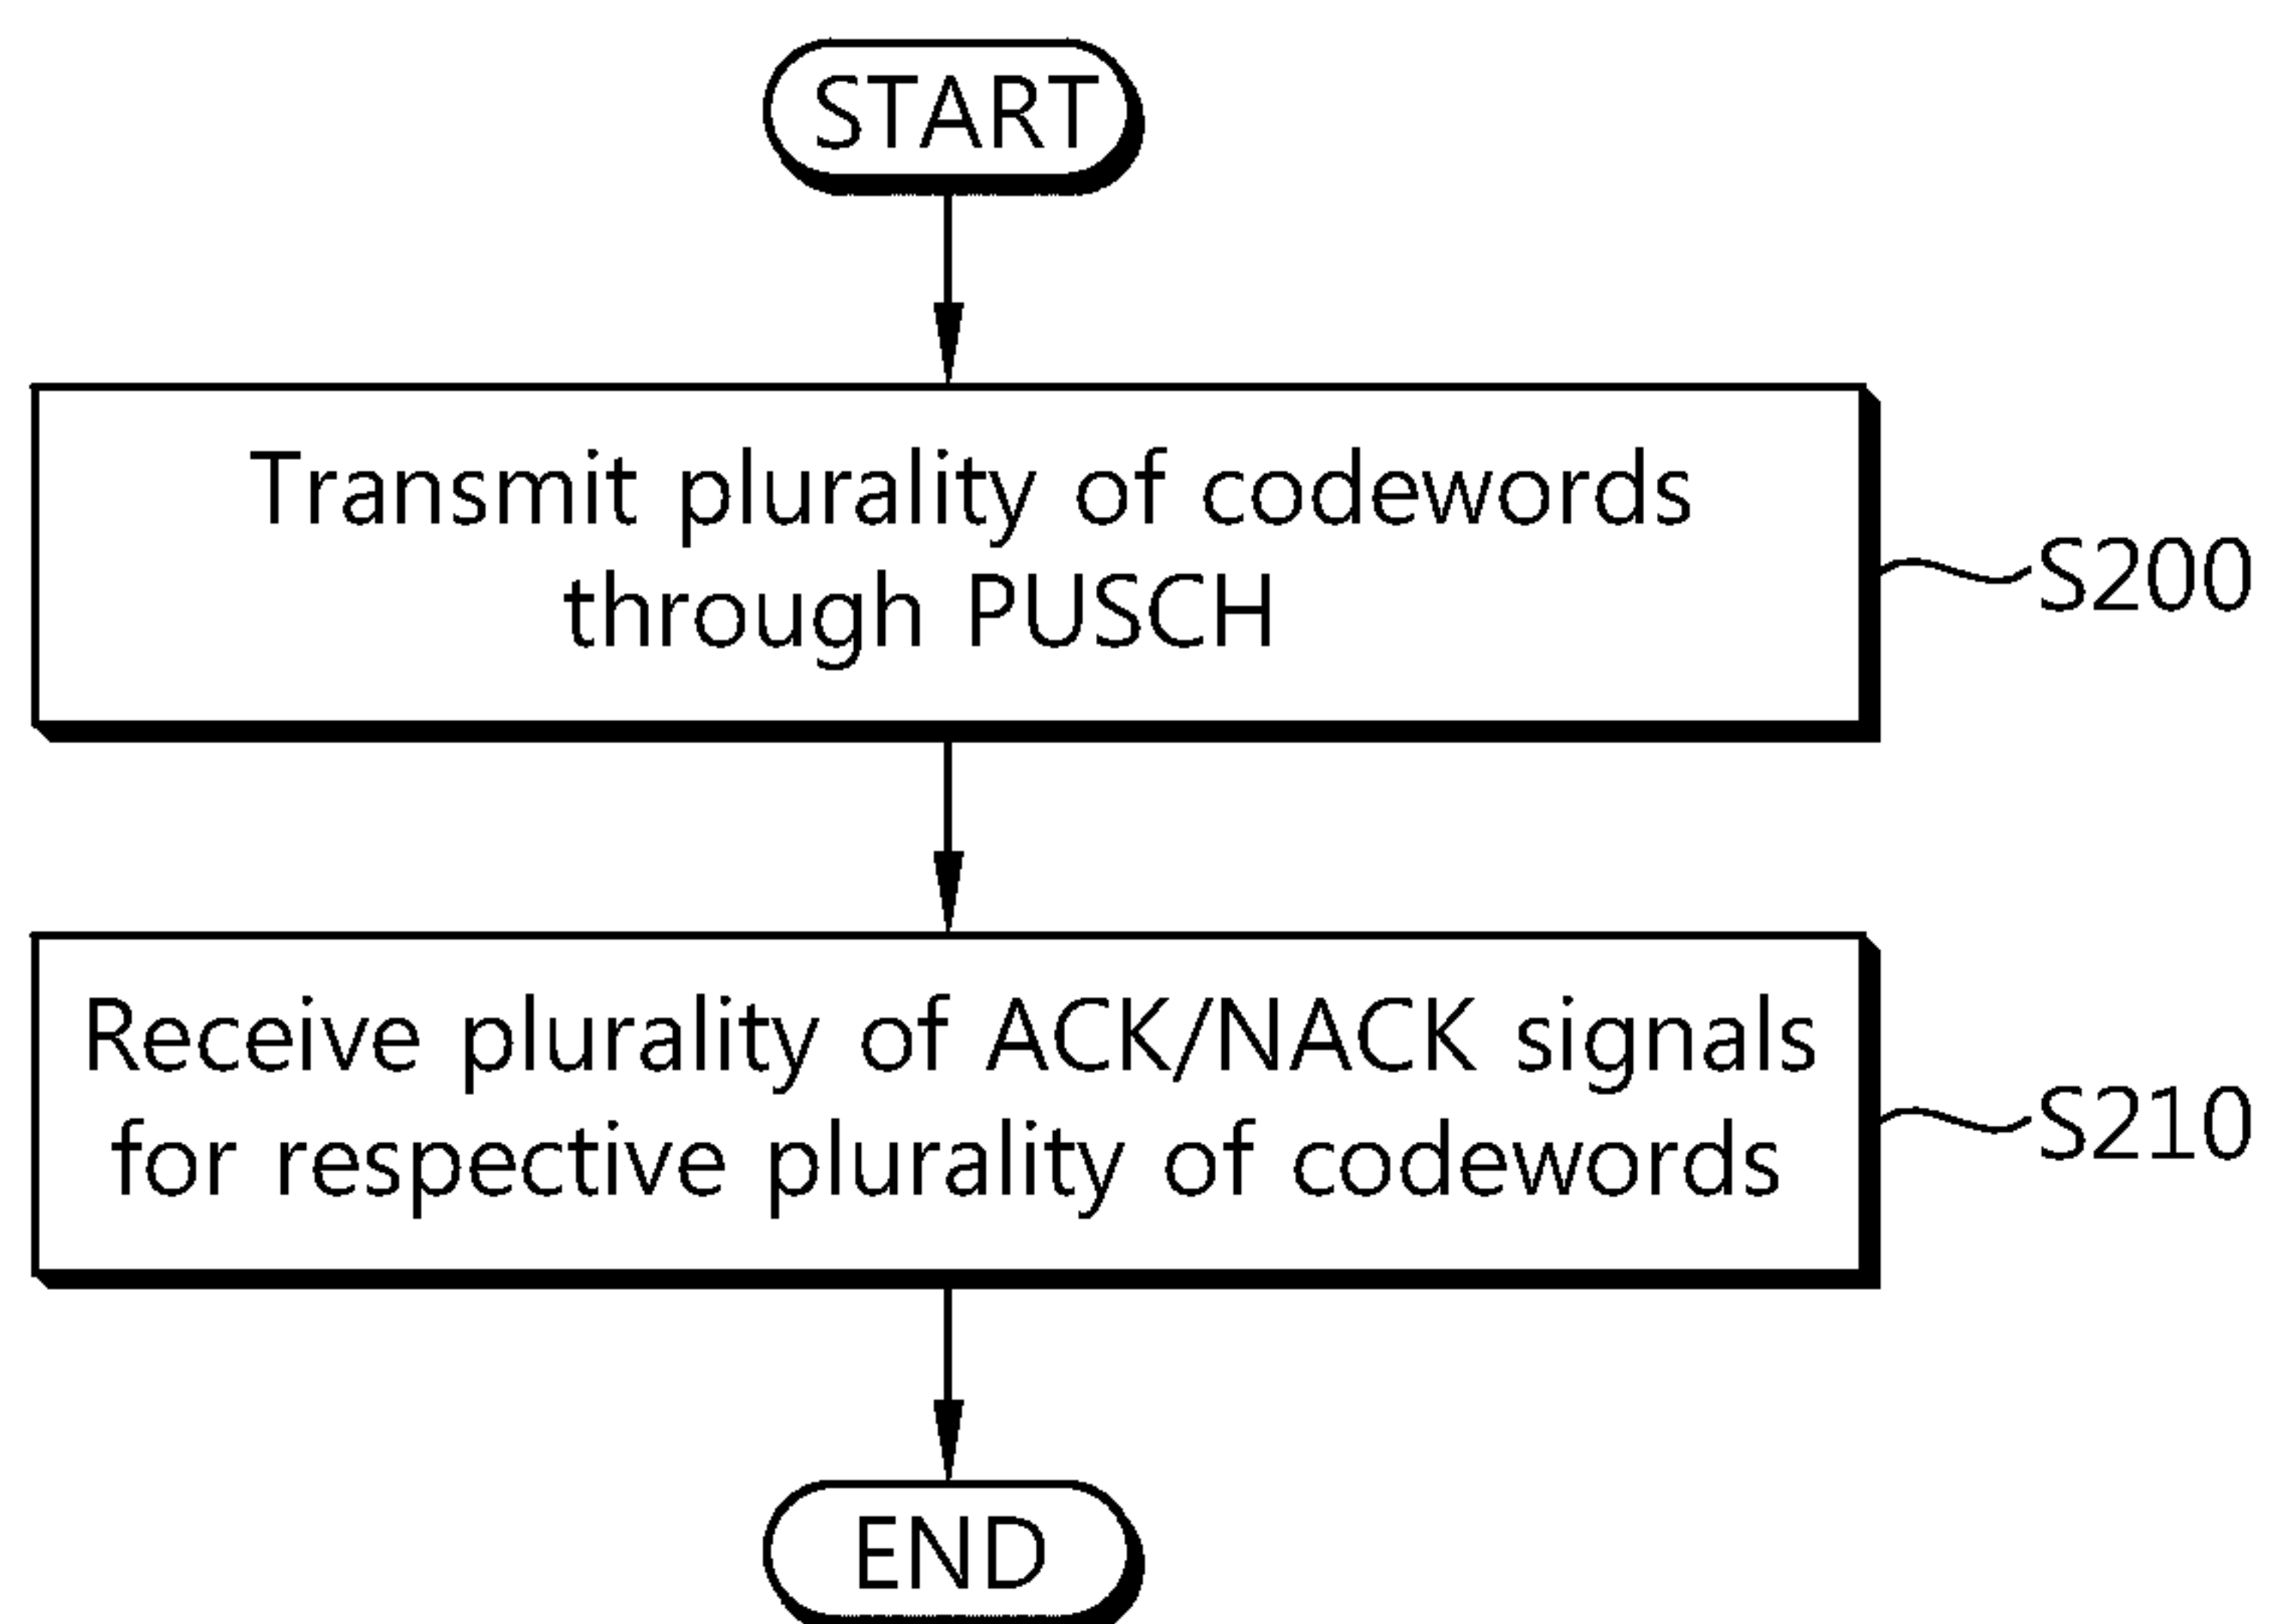 START
Transmit plurality of codewords
through PUSCH
S200
Receive plurality of ACK/NACK signals
for respective plurality of codewords
S210
END